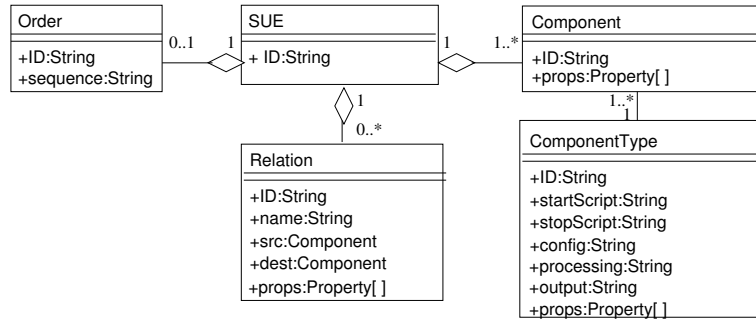 Order
+ID:String
+sequence:String
0..1
1
SUE
+ ID:String
1
1..*
Component
+ID:String
+props:Property[ ]
1
0..*
1..*
1
Relation
+ID:String
+name:String
+src:Component
+dest:Component
+props:Property[ ]
ComponentType
+ID:String
+startScript:String
+stopScript:String
+config:String
+processing:String
+output:String
+props:Property[ ]